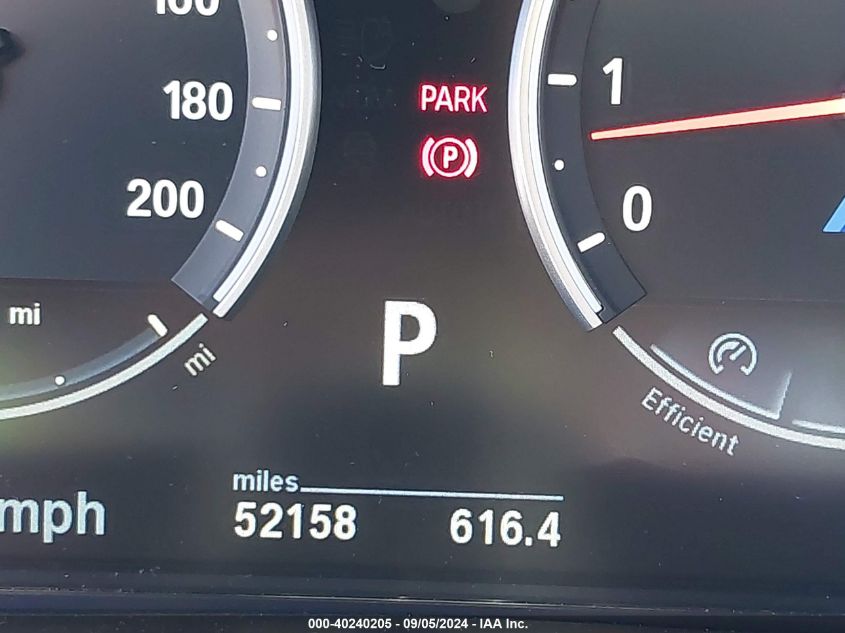 160
180
200
mi
mi
mph
PARK
P
P
miles
52158 616.4
1
0
Efficient
000-40240205 - 09/05/2024 - IAA Inc.